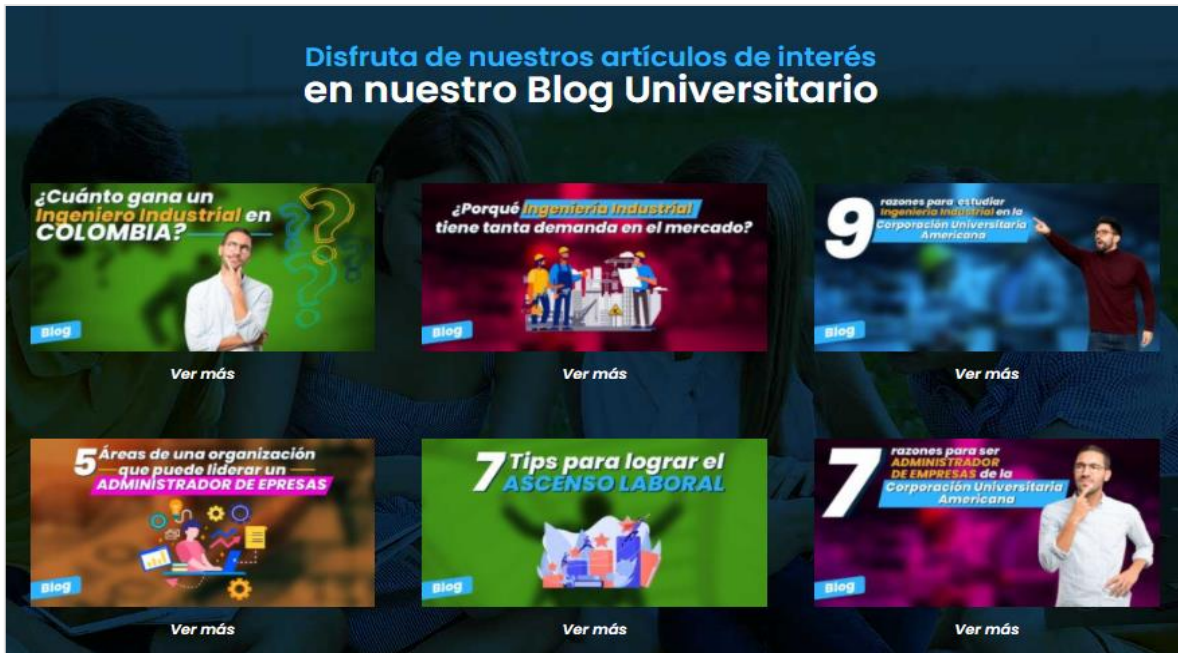 Disfruta de nuestros artículos de interés
en nuestro Blog Universitario
¿Cuánto gana un
Ingeniero Industrial en
COLOMBIA?
Blog
Ver más
¿Porqué Ingeniería Industrial
tiene tanta demanda en el mercado?
Blog
Ver más
9 razones para estudiar
Ingeniería Industrial en la
Corporación Universitaria
Americana
Blog
Ver más
5 Áreas de una organización
que puede liderar un
ADMINISTRADOR DE EPRESAS
Blog
Ver más
7 Tips para lograr el
ASCENSO LABORAL
Blog
Ver más
7 razones para ser
ADMINISTRADOR
DE EMPRESAS de la
Corporación Universitaria
Americana
Blog
Ver más